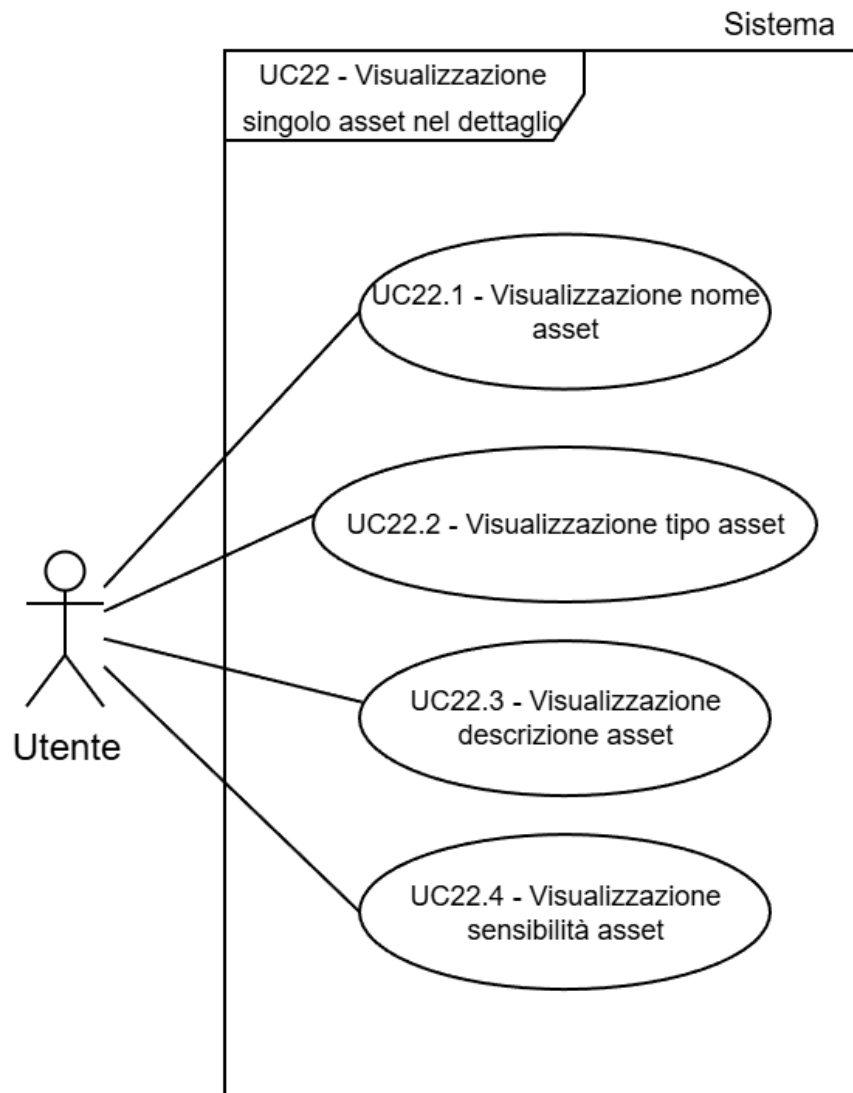 Sistema
UC22 - Visualizzazione
singolo asset nel dettaglio
UC22.1 - Visualizzazione nome
asset
UC22.2 - Visualizzazione tipo asset
UC22.3 - Visualizzazione
descrizione asset
Utente
UC22.4 - Visualizzazione
sensibilità asset